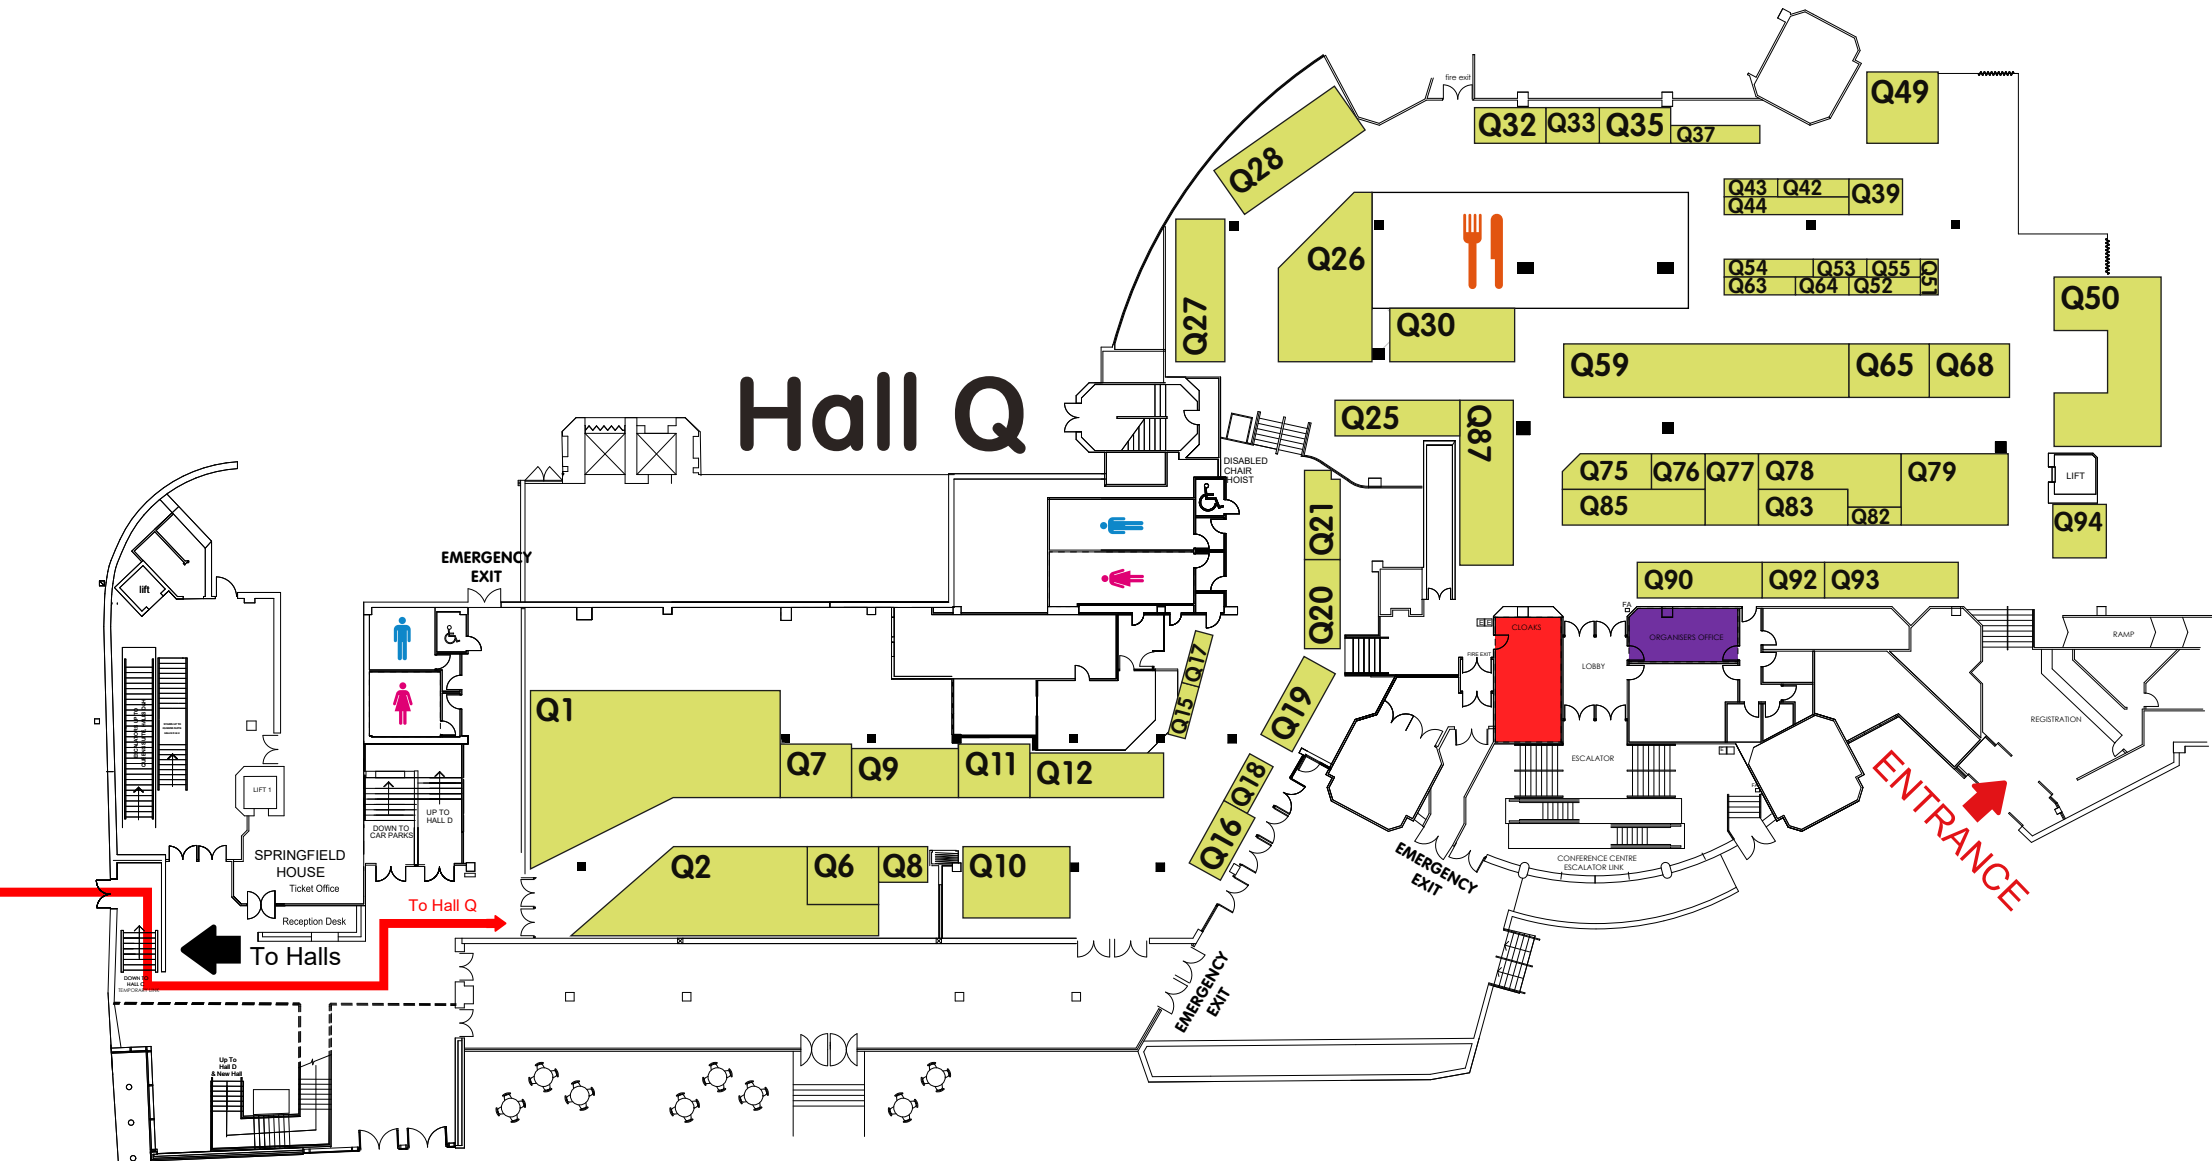 Hall Q
fire exit
Q49
Q32
Q33
Q35
Q37
Q28
Q43
Q42
Q39
Q44
Q26
Q54
Q53
Q55
Q51
Q63
Q64
Q52
Q50
Q27
Q30
Q59
Q65
Q68
Q25
Q87
DISABLED
CHAIR
HOIST
Q75
Q76
Q77
Q78
Q79
Q85
Q83
Q82
LIFT
Q94
Q21
Q20
EMERGENCY
EXIT
lift
Q90
Q92
Q93
FA
CLOAKS
ORGANISERS OFFICE
LOBBY
FIRE EXIT
RAMP
REGISTRATION
Q17
Q15
Q19
Q1
Q7
Q9
Q11
Q12
Q18
Q16
ESCALATOR
ENTRANCE
LIFT 1
DOWN TO
CAR PARKS
UP TO
HALL D
SPRINGFIELD
HOUSE
Ticket Office
Reception Desk
To Hall Q
To Halls
Q2
Q6
Q8
Q10
CONFERENCE CENTRE
ESCALATOR LINK
EMERGENCY
EXIT
EMERGENCY
EXIT
Up To
Hall D
& New Hall